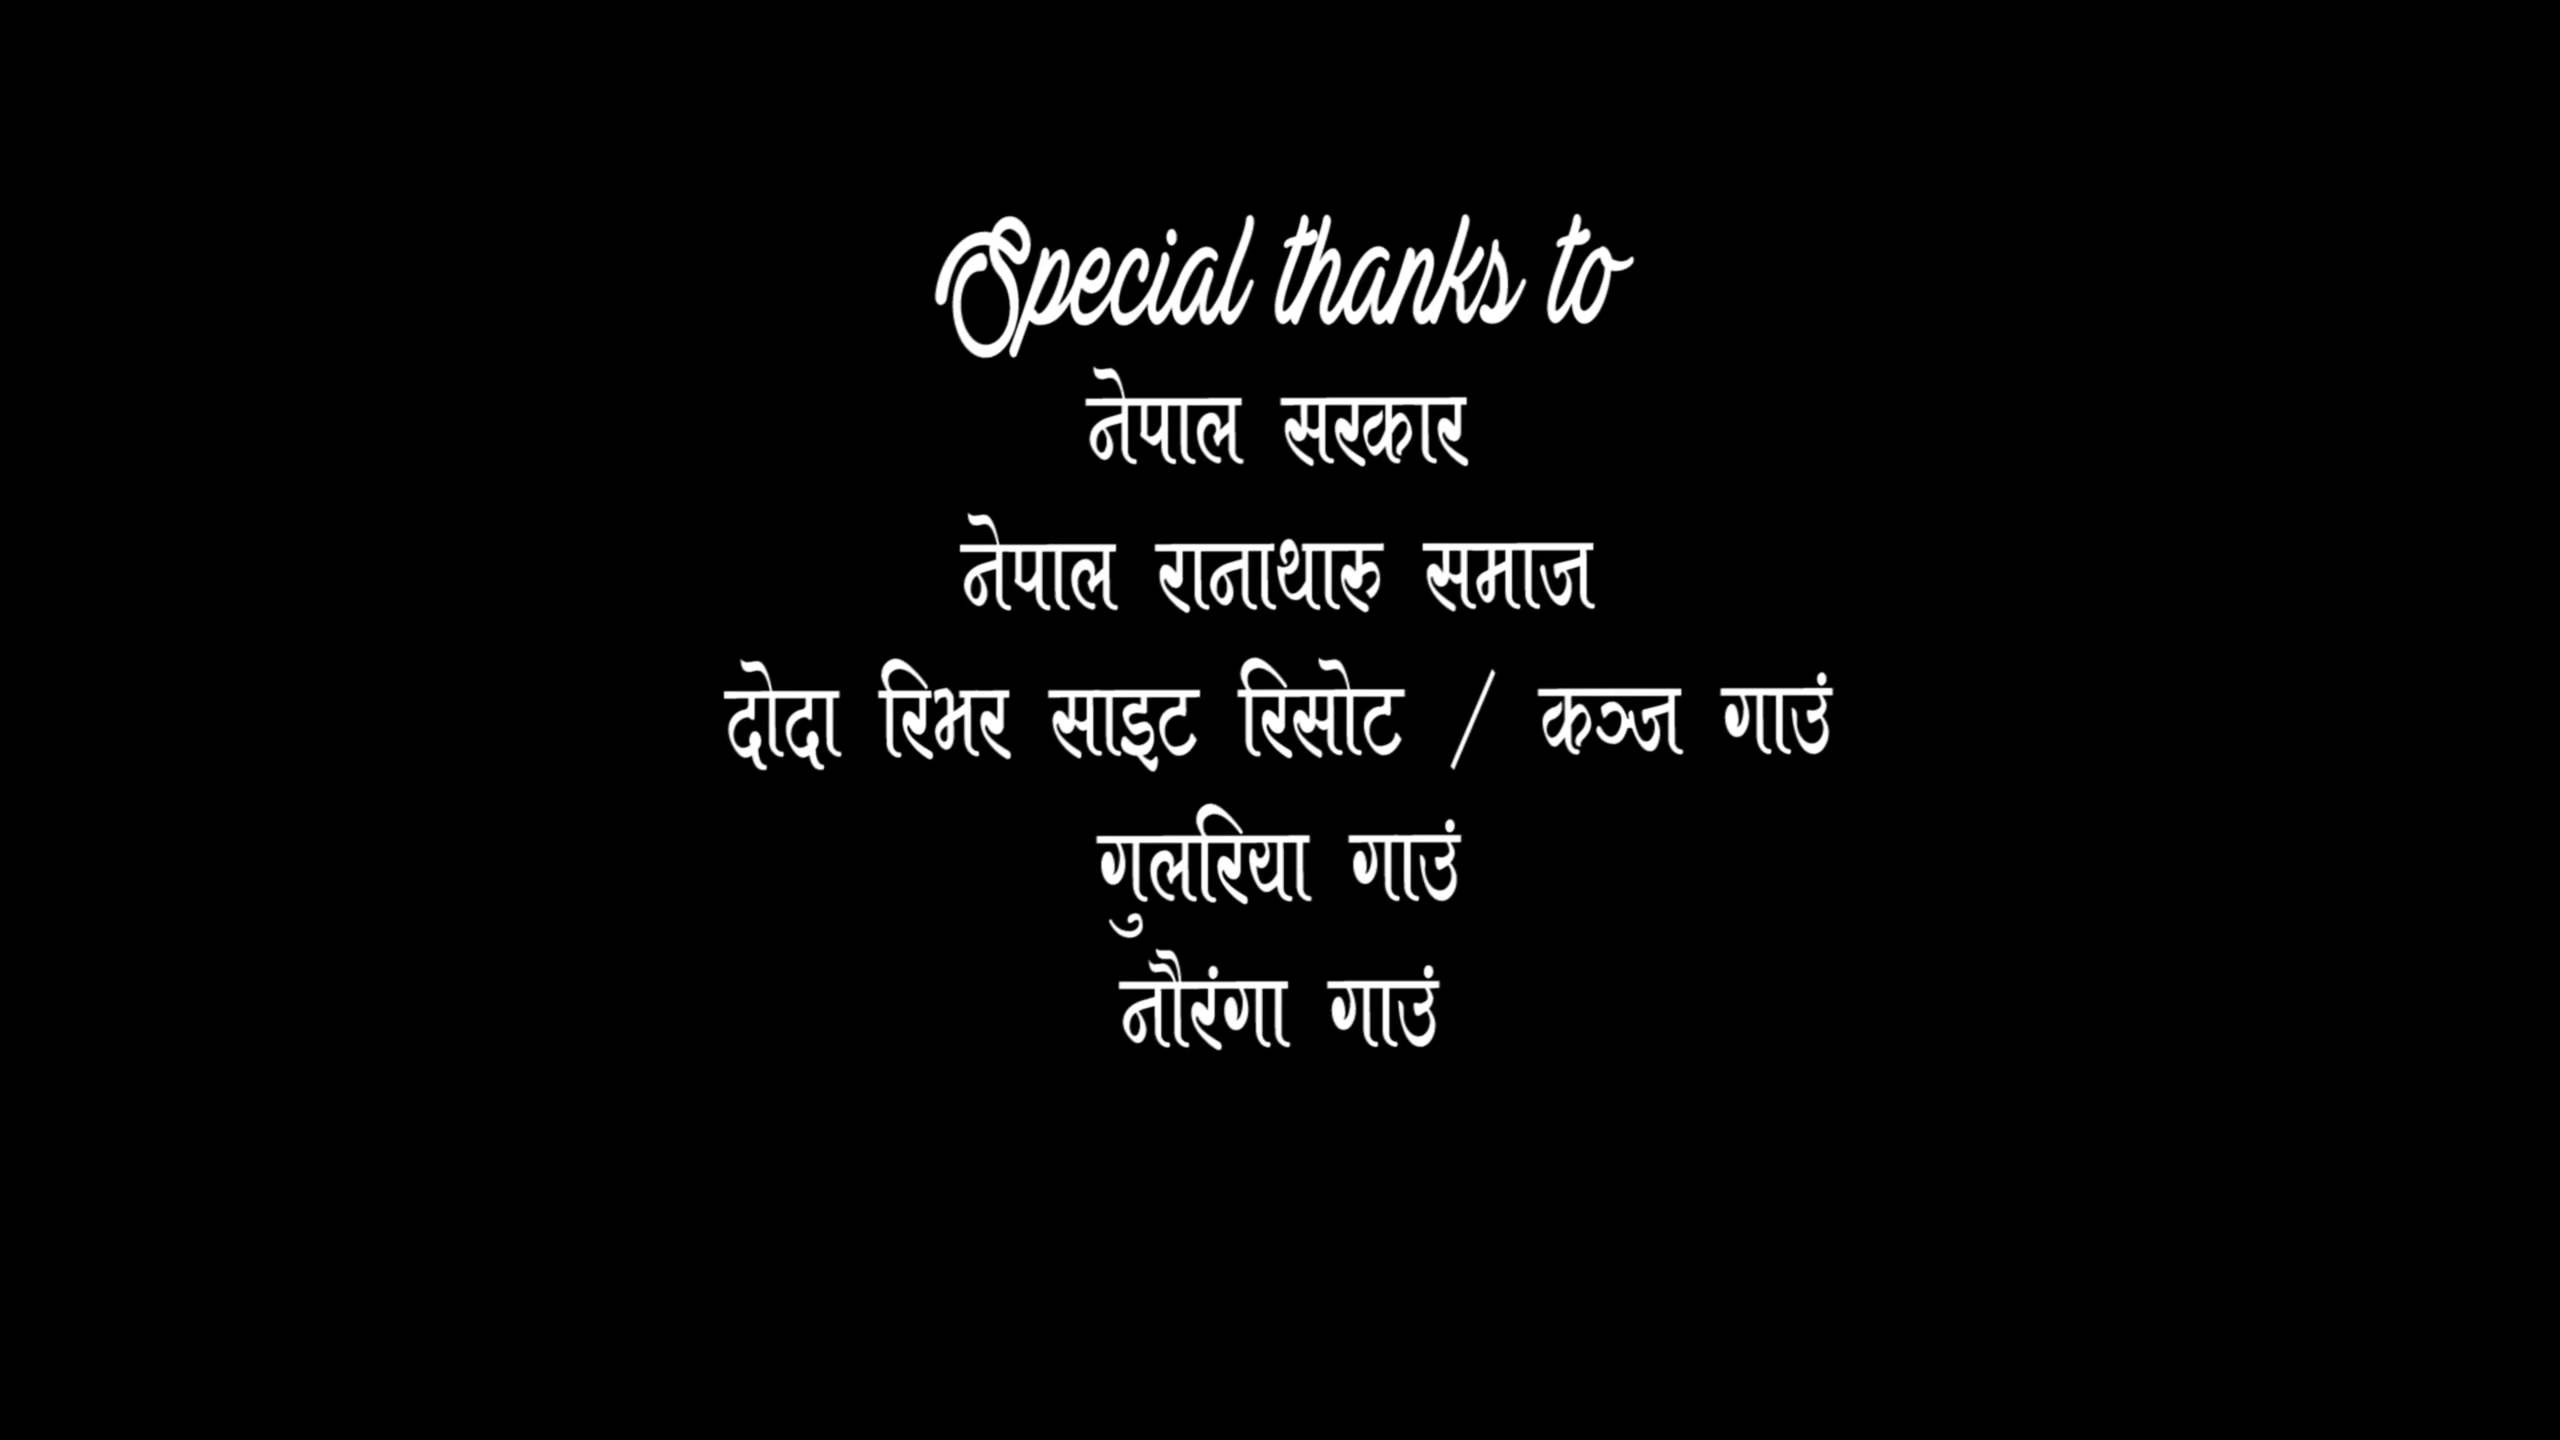 Special thanks to
नेपाल सरकार
नेपाल रानाथारु समाज
दोदा रिभर साइट रिसोट / कञ्ज गाउं
गुलरिया गाउं
नौरंगा गाउं